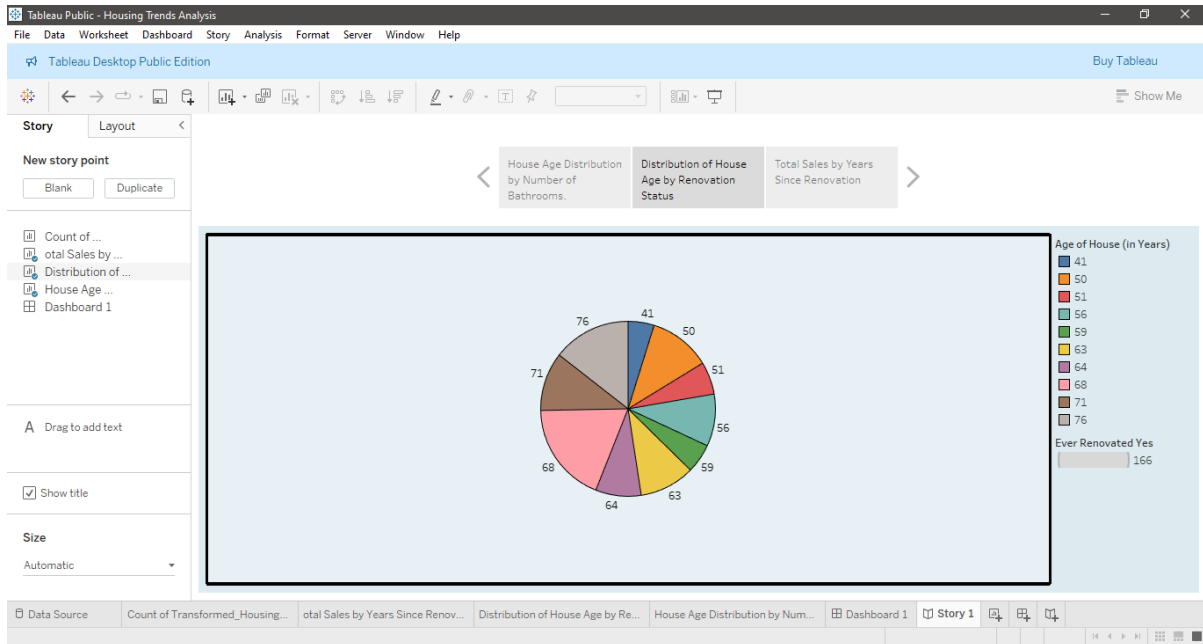 Tableau Public - Housing Trends Analysis
File Data Worksheet Dashboard Story Analysis Format Server Window Help
Tableau Desktop Public Edition
Buy Tableau
Show Me
Story Layout
New story point
Blank Duplicate
Count of ...
otal Sales by ...
Distribution of ...
House Age ...
Dashboard 1
A Drag to add text
Show title
Size
Automatic
House Age Distribution
by Number of
Bathrooms.
Distribution of House
Age by Renovation
Status
Total Sales by Years
Since Renovation
41
50
51
56
59
63
64
68
71
76
Age of House (in Years)
41
50
51
56
59
63
64
68
71
76
Ever Renovated Yes
166
Data Source Count of Transformed_Housing... otal Sales by Years Since Renov... Distribution of House Age by Re... House Age Distribution by Num... Dashboard 1 Story 1